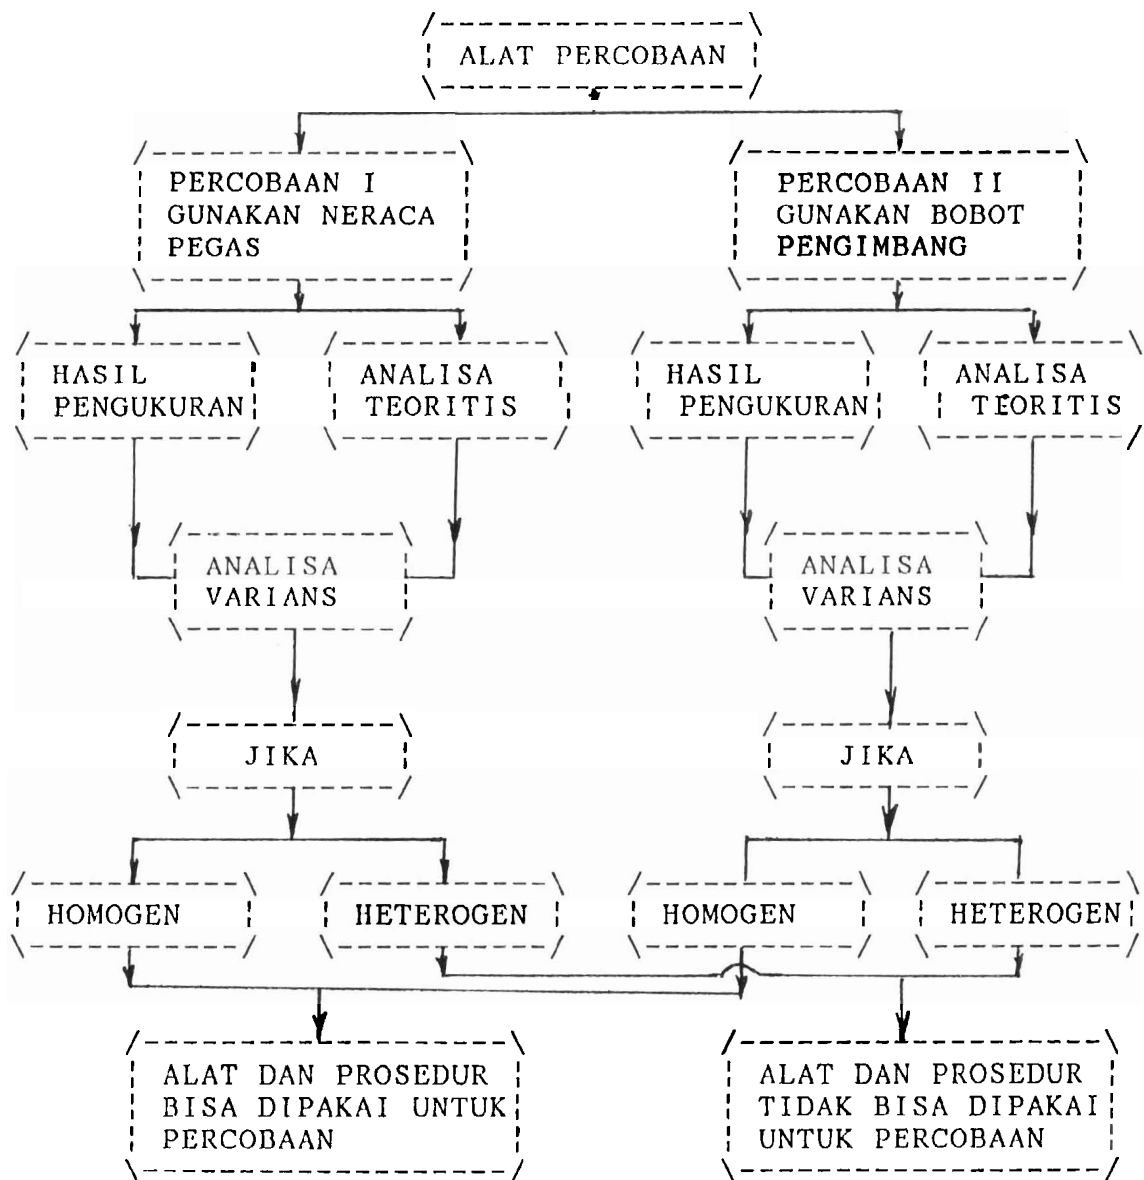 ALAT PERCOBAAN
PERCOBAAN I
GUNAKAN NERACA
PEGAS
PERCOBAAN II
GUNAKAN BOBOT
PENGIMBANG
HASIL
PENGUKURAN
ANALISA
TEORITIS
HASIL
PENGUKURAN
ANALISA
TEORITIS
ANALISA
VARIANS
ANALISA
VARIANS
JIKA
JIKA
HOMOGEN
HETEROGEN
HOMOGEN
HETEROGEN
ALAT DAN PROSEDUR
BISA DIPAKAI UNTUK
PERCOBAAN
ALAT DAN PROSEDUR
TIDAK BISA DIPAKAI
UNTUK PERCOBAAN